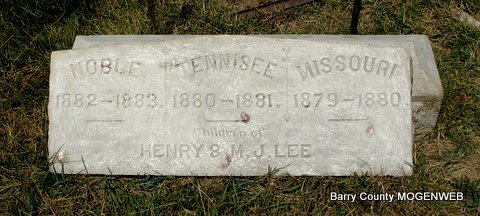 NOBLE TENNISEE MISSOURI
1882-1883. 1880-1881. 1879-1880.
Children of
HENRY & M.J. LEE
Barry County MOGENWEB